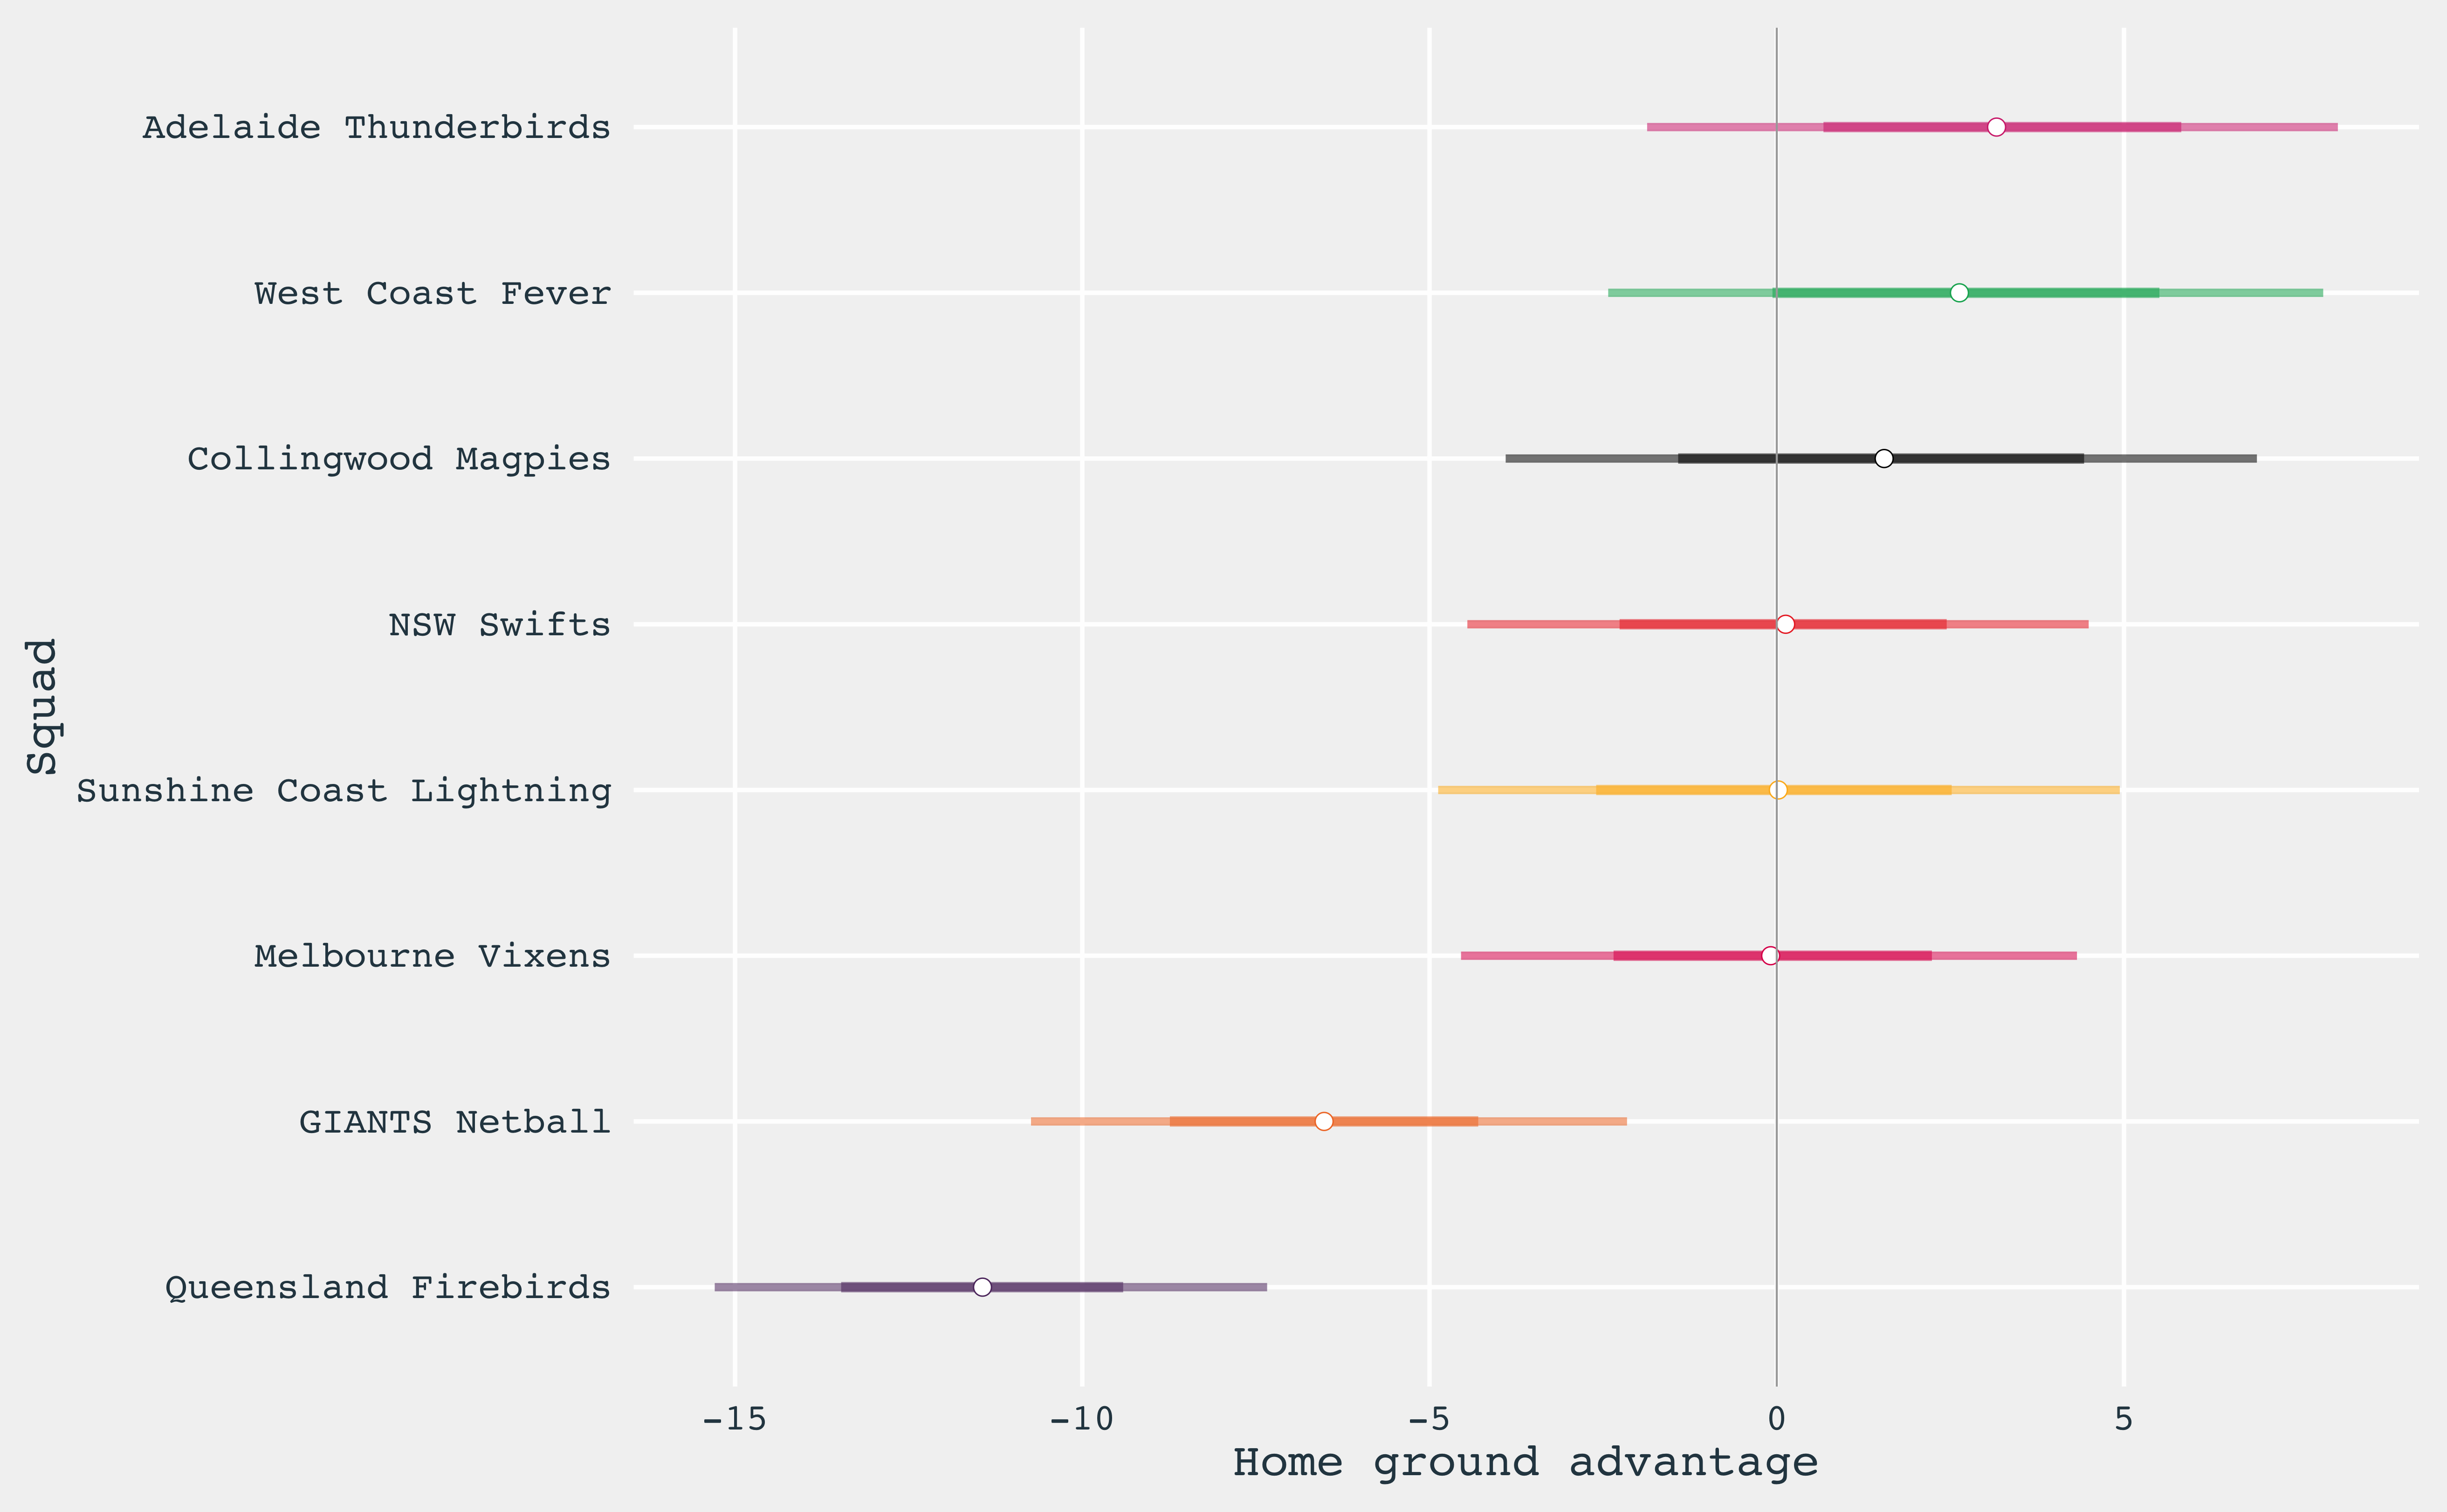 Squad
Adelaide Thunderbirds
West Coast Fever
Collingwood Magpies
NSW Swifts
Sunshine Coast Lightning
Melbourne Vixens
GIANTS Netball
Queensland Firebirds
-15 -10 -5 0 5
Home ground advantage